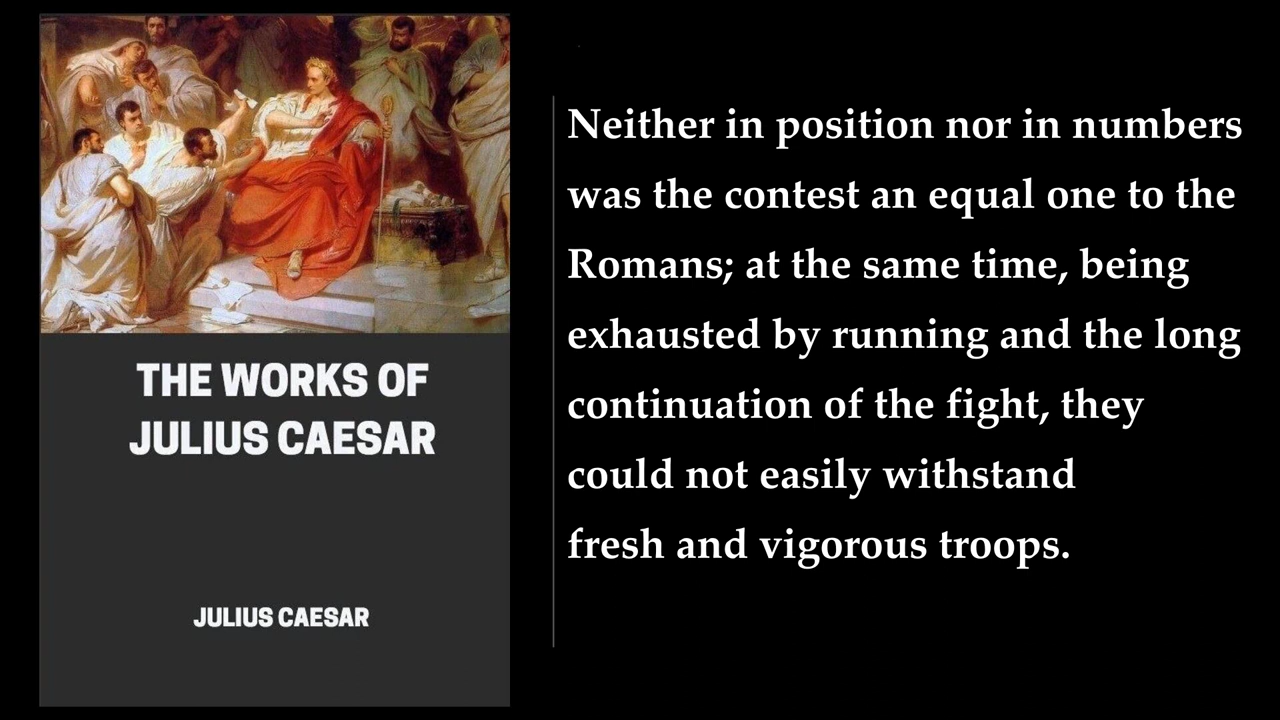 THE WORKS OF
JULIUS CAESAR
JULIUS CAESAR
Neither in position nor in numbers
was the contest an equal one to the
Romans; at the same time, being
exhausted by running and the long
continuation of the fight, they
could not easily withstand
fresh and vigorous troops.